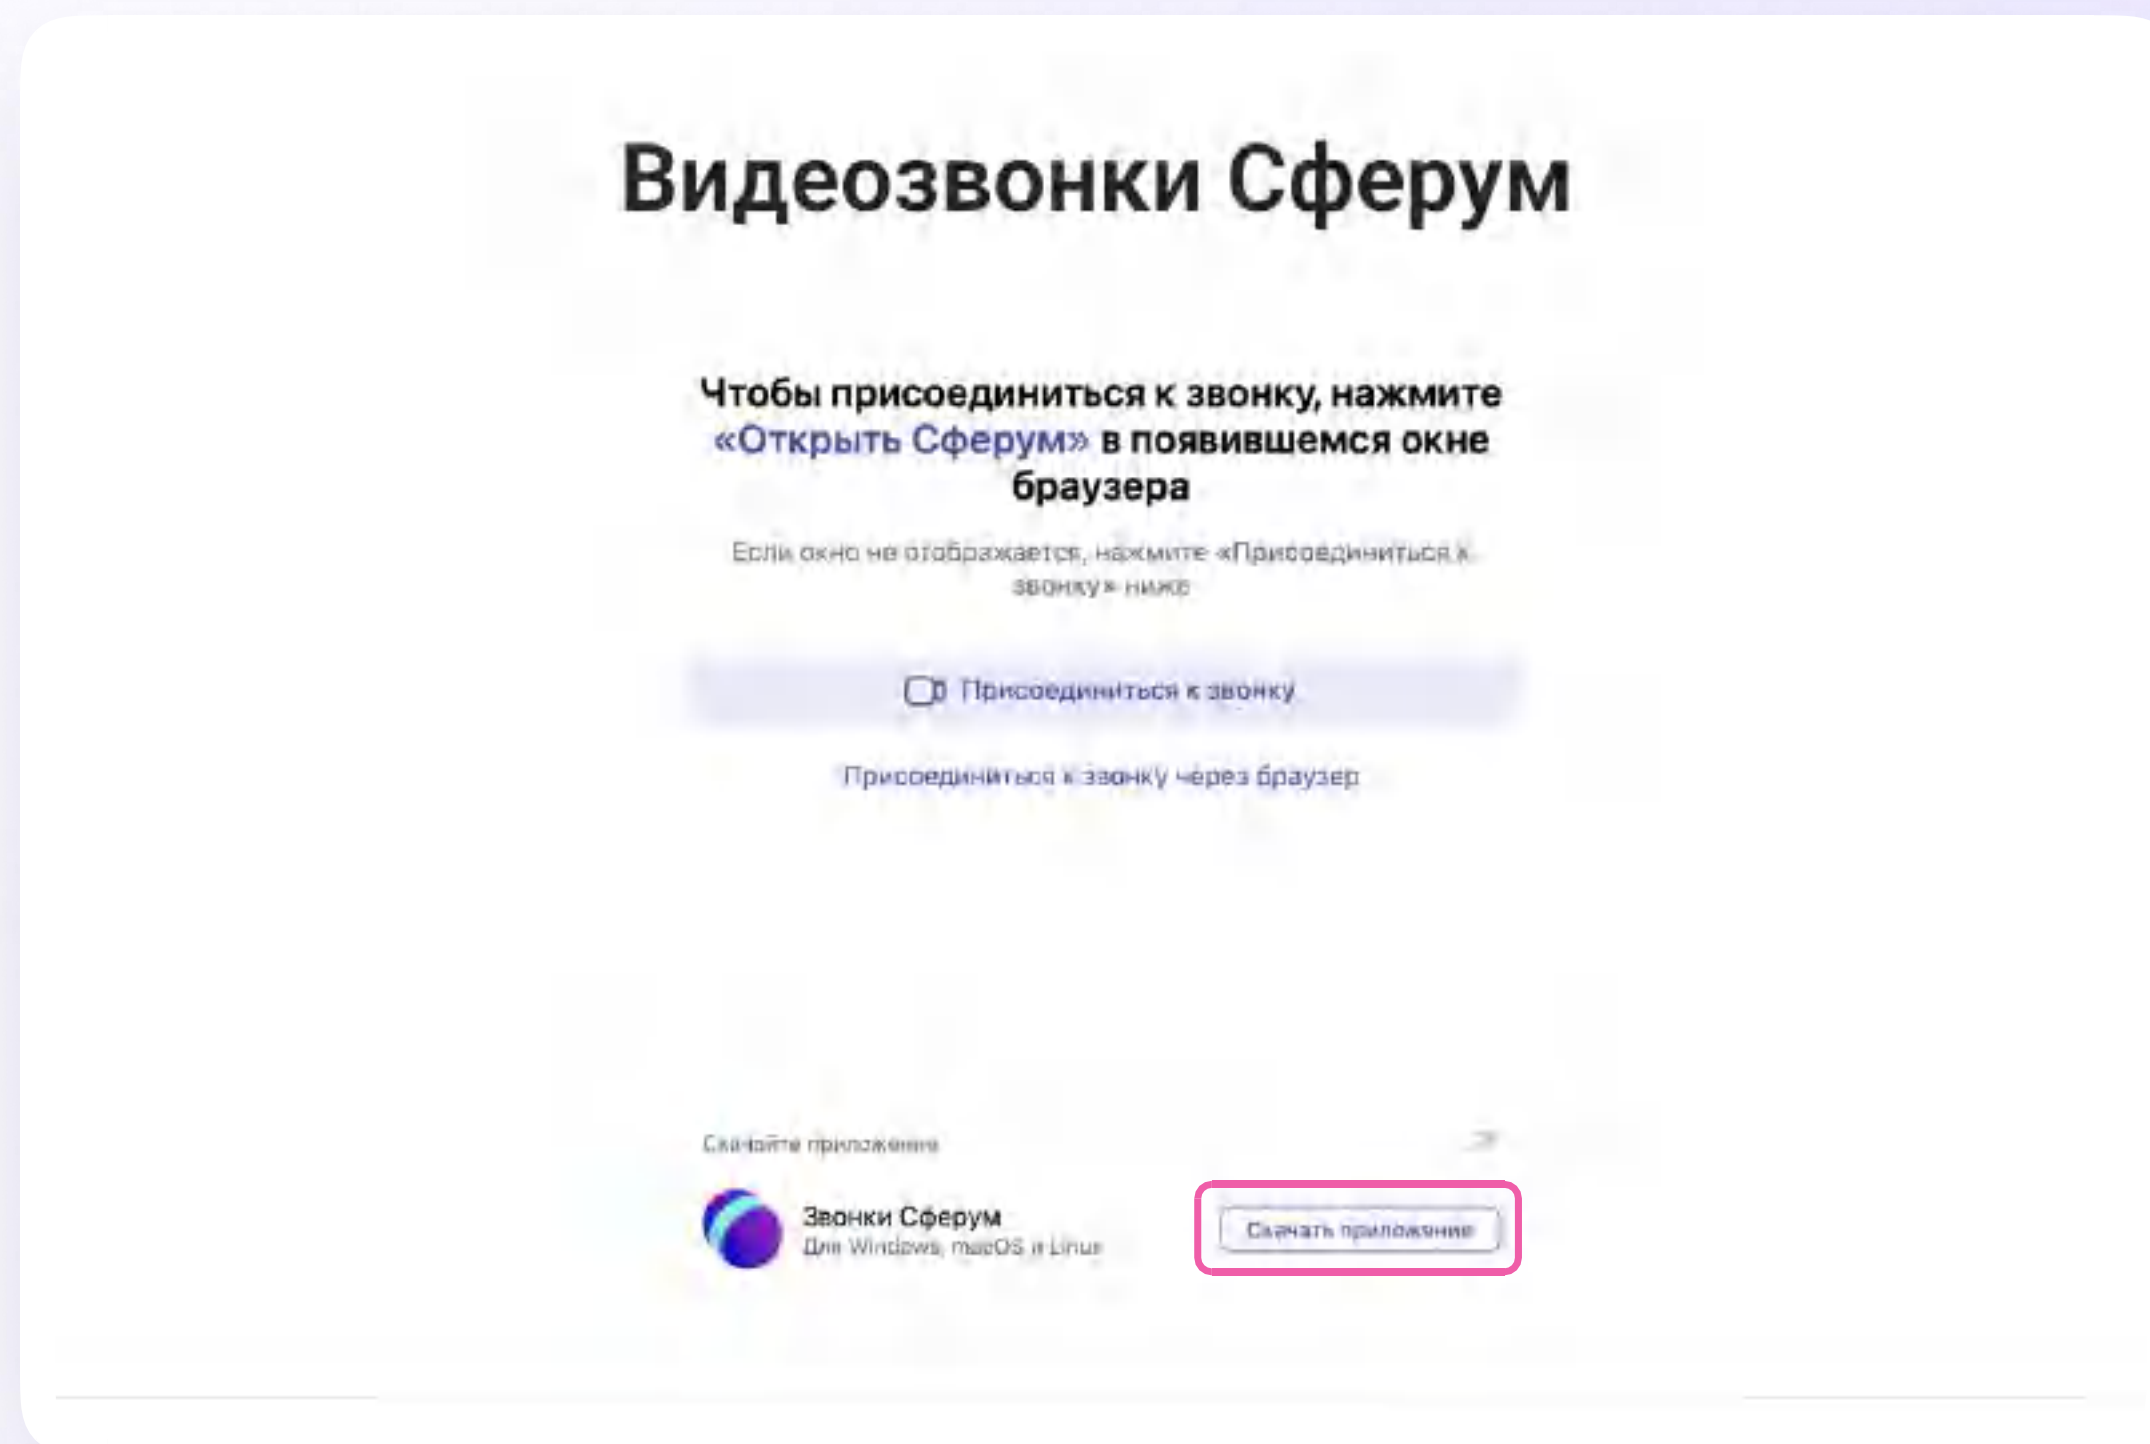 Видеозвонки Сферум
Чтобы присоединиться к звонку, нажмите
«Открыть Сферум» в появившемся окне
браузера
Если окно не отображается, нажмите «Присоединиться к
звонку» ниже
Присоединиться к звонку
Присоединиться к звонку через браузер
Скачайте приложение
Звонки Сферум
Для Windows, macOS и Linux
Скачать приложение